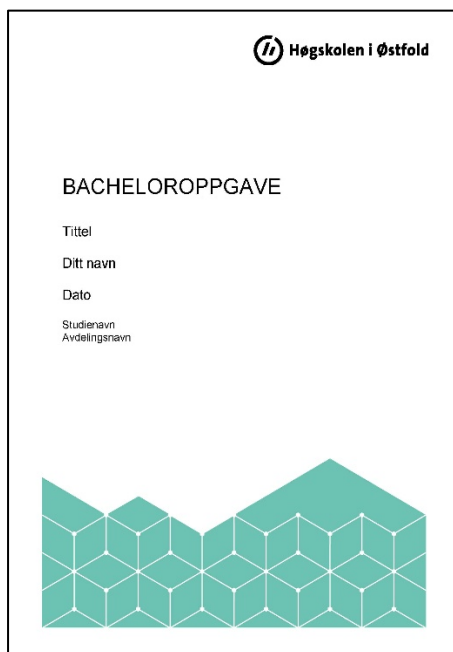 Høgskolen i Østfold
BACHELOROPPGAVE
Tittel
Ditt navn
Dato
Studienavn
Avdelingsnavn